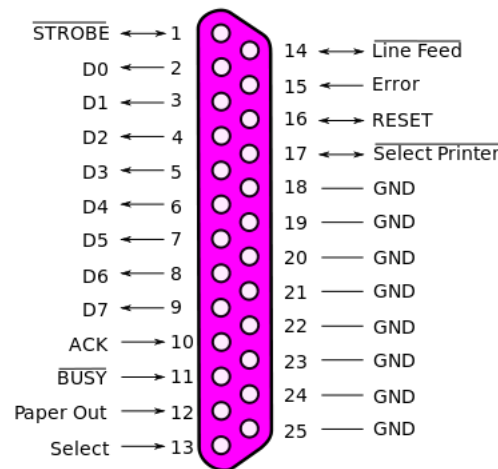 STROBE 1
D0 2
D1 3
D2 4
D3 5
D4 6
D5 7
D6 8
D7 9
ACK 10
BUSY 11
Paper Out 12
Select 13
14 Line Feed
15 Error
16 RESET
17 Select Printer
18 GND
19 GND
20 GND
21 GND
22 GND
23 GND
24 GND
25 GND